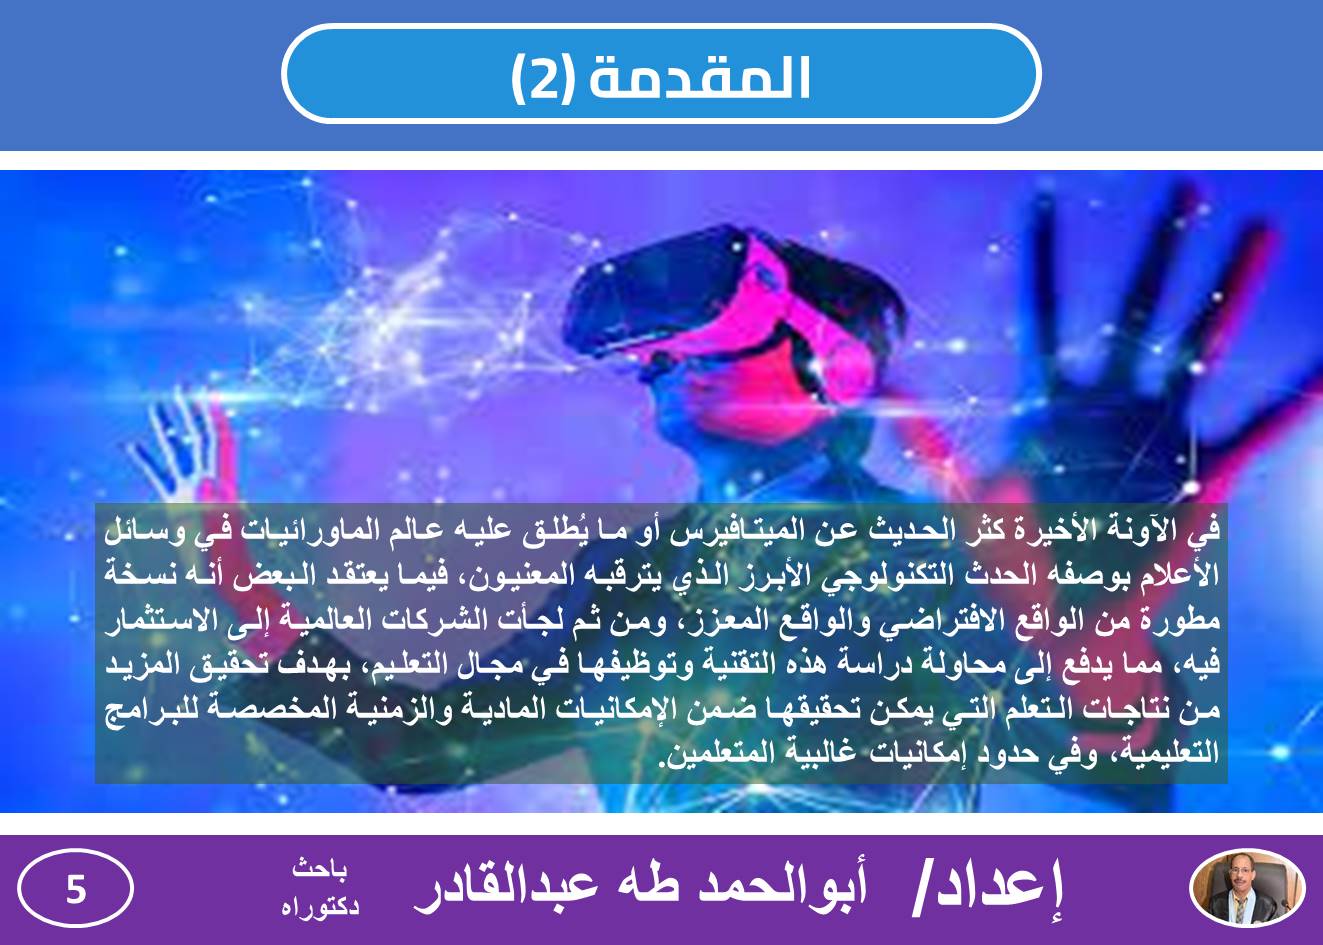 المقدمة (2)
في الآونة الأخيرة كثر الحديث عن الميتافيرس أو ما يُطلق عليه عالم الماورائيات في وسائل
الأعلام بوصفه الحدث التكنولوجي الأبرز الذي يترقبه المعنيون، فيما يعتقد البعض أنه نسخة
مطورة من الواقع الافتراضي والواقع المعزز، ومن ثم لجأت الشركات العالمية إلى الاستثمار
فيه، مما يدفع إلى محاولة دراسة هذه التقنية وتوظيفها في مجال التعليم، بهدف تحقيق المزيد
من نتاجات التعلم التي يمكن تحقيقها ضمن الإمكانيات المادية والزمنية المخصصة للبرامج
التعليمية، وفي حدود إمكانيات غالبية المتعلمين.
إعداد/ أبوالحمد طه عبدالقادر
باحث
دكتوراه
5